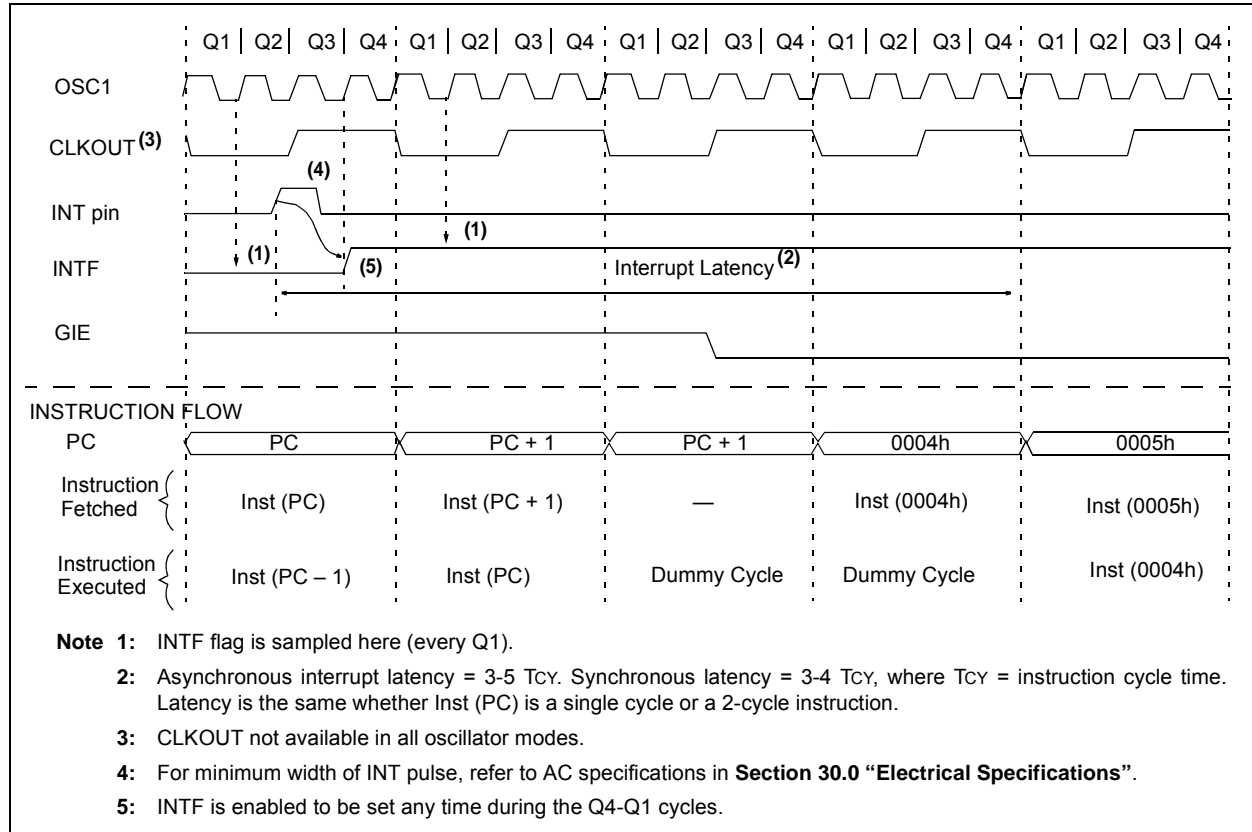 Q1 Q2 Q3 Q4 Q1 Q2 Q3 Q4 Q1 Q2 Q3 Q4 Q1 Q2 Q3 Q4 Q1 Q2 Q3 Q4
OSC1
CLKOUT(3)
(4)
INT pin
(1)
(1)
INTF
(5)
Interrupt Latency(2)
GIE
INSTRUCTION FLOW
PC PC PC + 1 PC + 1 0004h 0005h
Instruction
Fetched
Inst (PC) Inst (PC + 1) — Inst (0004h) Inst (0005h)
Instruction
Executed
Inst (PC – 1) Inst (PC) Dummy Cycle Dummy Cycle Inst (0004h)
Note 1: INTF flag is sampled here (every Q1).
2: Asynchronous interrupt latency = 3-5 TCY. Synchronous latency = 3-4 TCY, where TCY = instruction cycle time.
Latency is the same whether Inst (PC) is a single cycle or a 2-cycle instruction.
3: CLKOUT not available in all oscillator modes.
4: For minimum width of INT pulse, refer to AC specifications in Section 30.0 “Electrical Specifications”.
5: INTF is enabled to be set any time during the Q4-Q1 cycles.